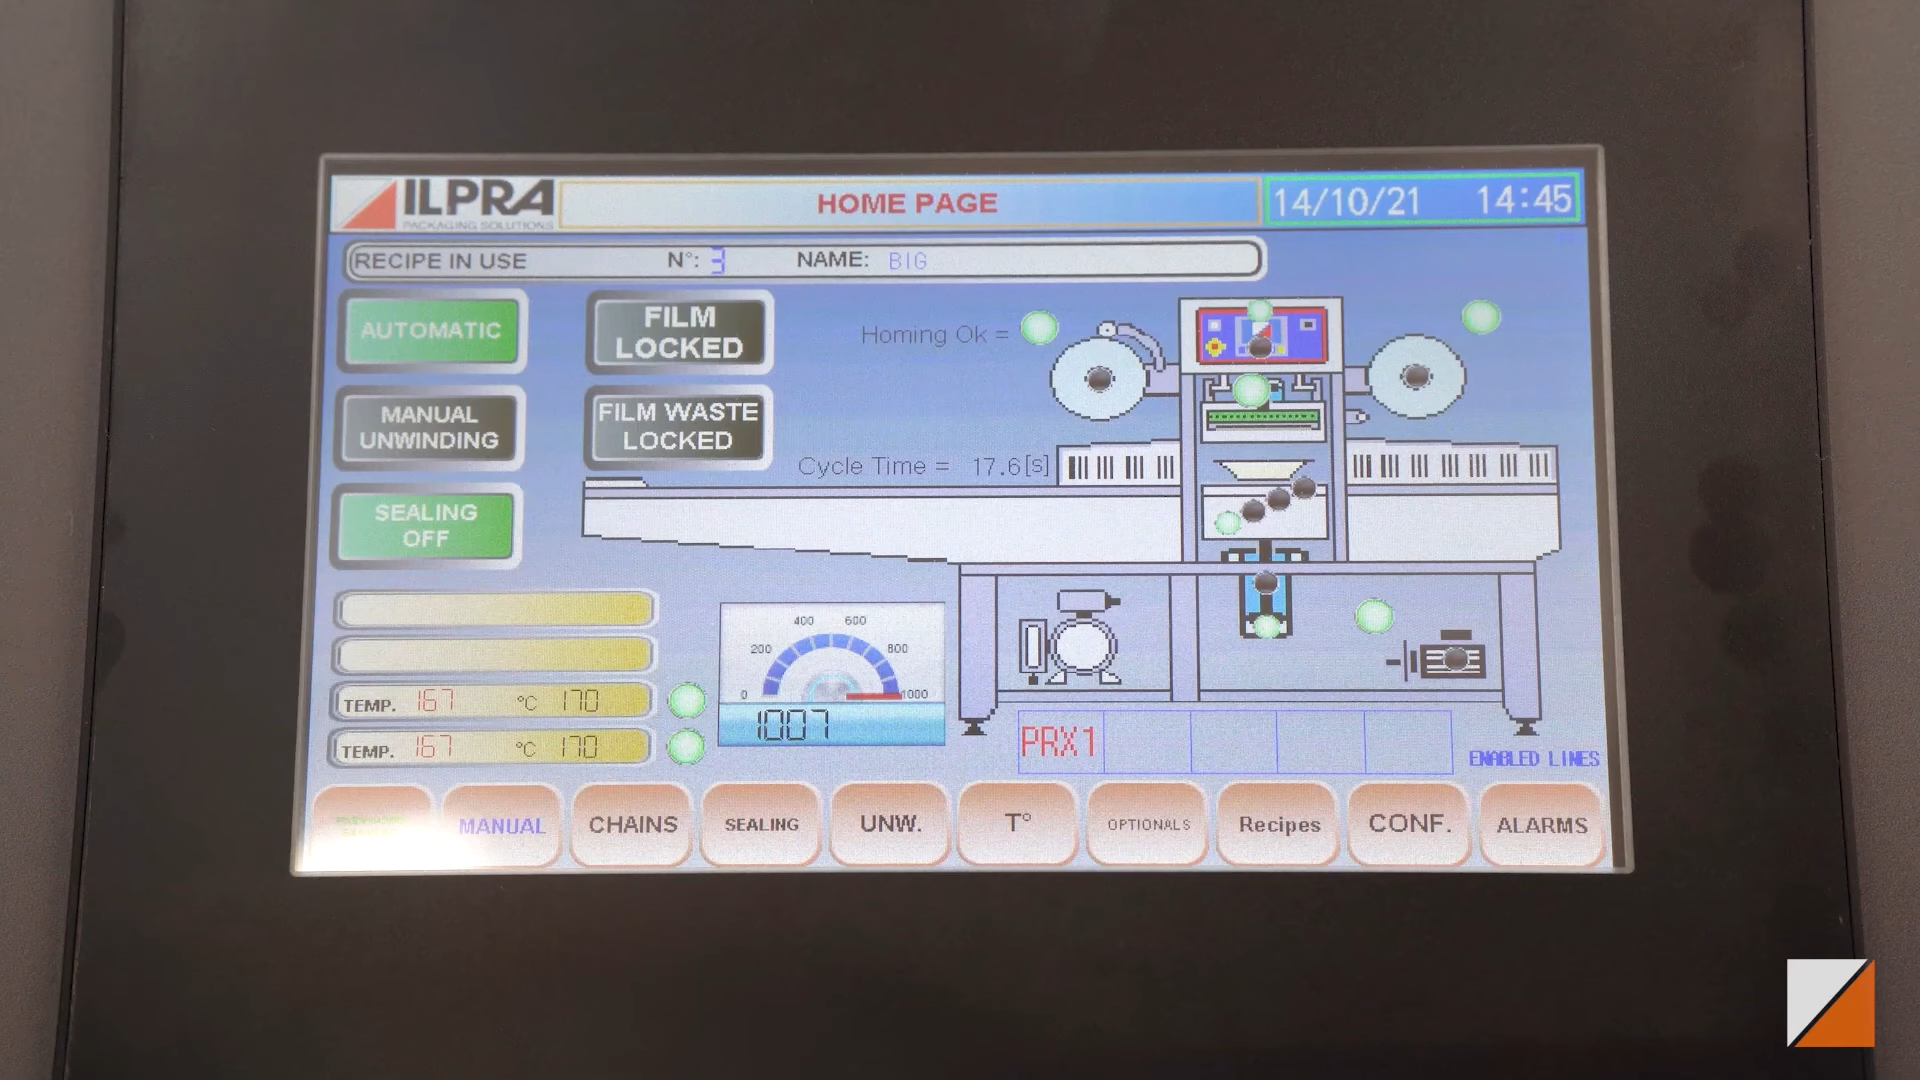 ILPRA
PACKAGING SOLUTIONS
HOME PAGE
14/10/21 14:45
RECIPE IN USE N°: 3 NAME: BIG
AUTOMATIC
FILM
LOCKED
Homing Ok =
MANUAL
UNWINDING
FILM WASTE
LOCKED
Cycle Time = 17.6[s]
SEALING
OFF
0 200 400 600 800 1000
1007
TEMP. 167 °C 170
TEMP. 167 °C 170
PRX1
ENABLED LINES
MANUAL
CHAINS
SEALING
UNW.
T°
OPTIONALS
Recipes
CONF.
ALARMS